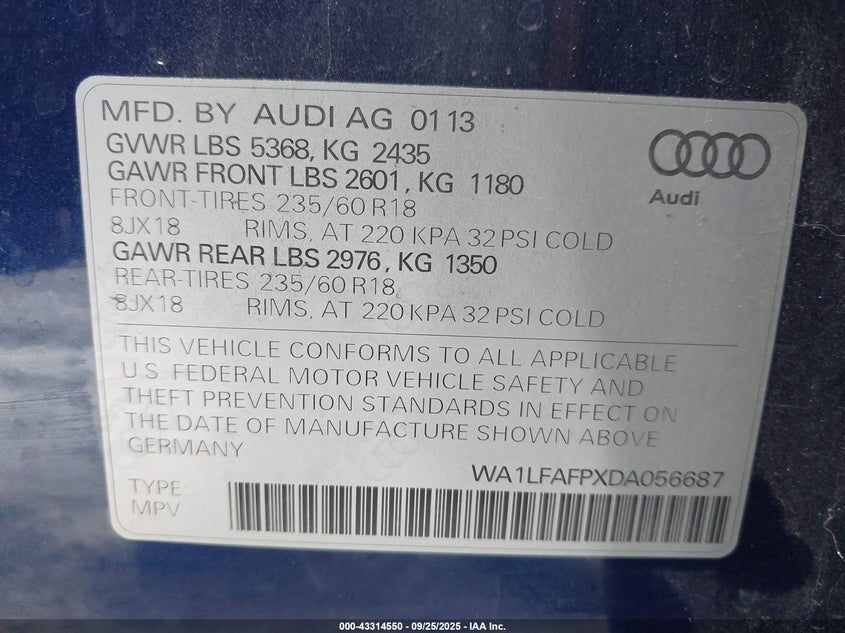 MFD. BY AUDI AG 01 13
GVWR LBS 5368, KG 2435
GAWR FRONT LBS 2601, KG 1180
FRONT-TIRES 235/60 R18
8JX18 RIMS, AT 220 KPA 32 PSI COLD
GAWR REAR LBS 2976, KG 1350
REAR-TIRES 235/60 R18
8JX18 RIMS, AT 220 KPA 32 PSI COLD
Audi
THIS VEHICLE CONFORMS TO ALL APPLICABLE
U.S. FEDERAL MOTOR VEHICLE SAFETY AND
THEFT PREVENTION STANDARDS IN EFFECT ON
THE DATE OF MANUFACTURE SHOWN ABOVE.
GERMANY
WA1LFAFPXDA056687
TYPE:
MPV
000-43314550 - 09/25/2025 - IAA Inc.